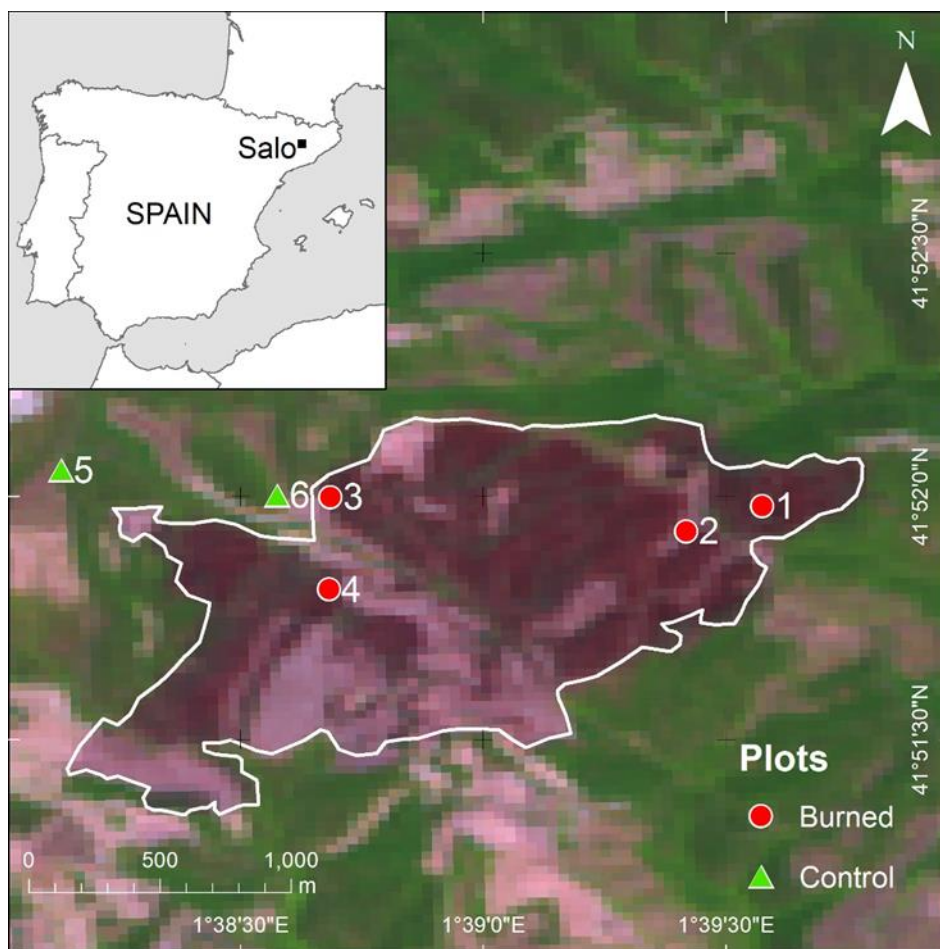 Salo
SPAIN
N
41°52'30"N
5
6
3
1
2
41°52'0"N
4
41°51'30"N
Plots
Burned
Control
0 500 1,000
m
1°38'30"E 1°39'0"E 1°39'30"E